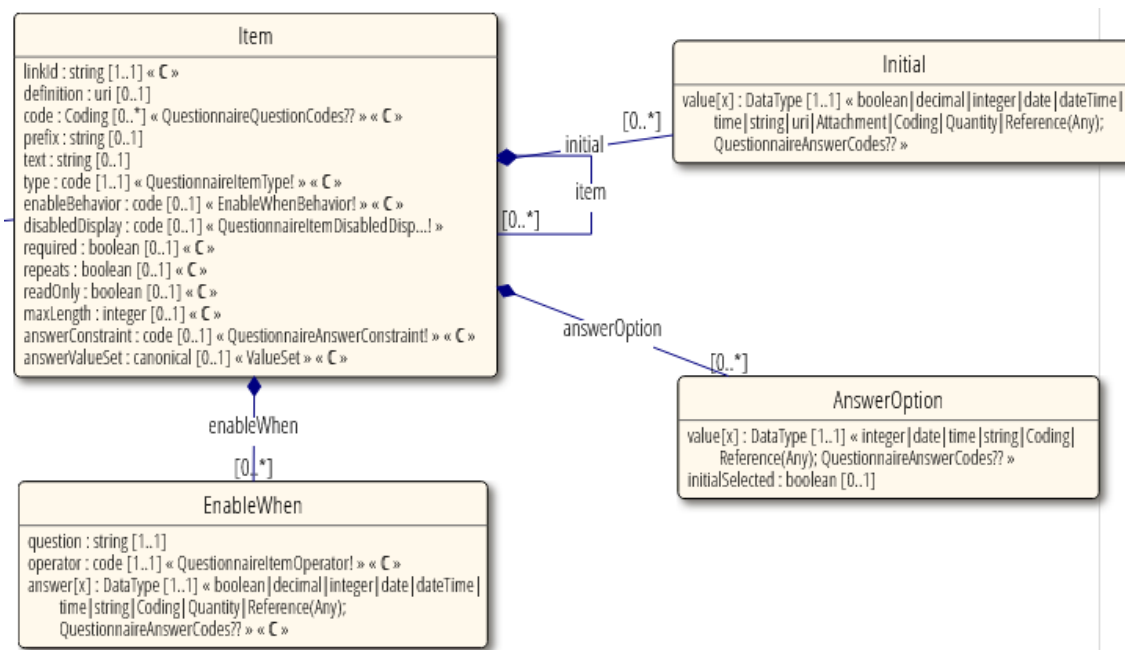 Item
linkId : string [1..1] « C »
definition : uri [0..1]
code : Coding [0..*] « QuestionnaireQuestionCodes?? » « C »
prefix : string [0..1]
text : string [0..1]
type : code [1..1] « QuestionnaireItemType! » « C »
enableBehavior : code [0..1] « EnableWhenBehavior! » « C »
disabledDisplay : code [0..1] « QuestionnaireItemDisabledDisp...! »
required : boolean [0..1] « C »
repeats : boolean [0..1] « C »
readOnly : boolean [0..1] « C »
maxLength : integer [0..1] « C »
answerConstraint : code [0..1] « QuestionnaireAnswerConstraint! » « C »
answerValueSet : canonical [0..1] « ValueSet » « C »
Initial
value[x] : DataType [1..1] « boolean|decimal|integer|date|dateTime|
time|string|uri|Attachment|Coding|Quantity|Reference(Any);
QuestionnaireAnswerCodes?? »
[0..*]
initial
item
[0..*]
answerOption
[0..*]
AnswerOption
value[x] : DataType [1..1] « integer|date|time|string|Coding|
Reference(Any); QuestionnaireAnswerCodes?? »
initialSelected : boolean [0..1]
enableWhen
[0..*]
EnableWhen
question : string [1..1]
operator : code [1..1] « QuestionnaireItemOperator! » « C »
answer[x] : DataType [1..1] « boolean|decimal|integer|date|dateTime|
time|string|Coding|Quantity|Reference(Any);
QuestionnaireAnswerCodes?? » « C »